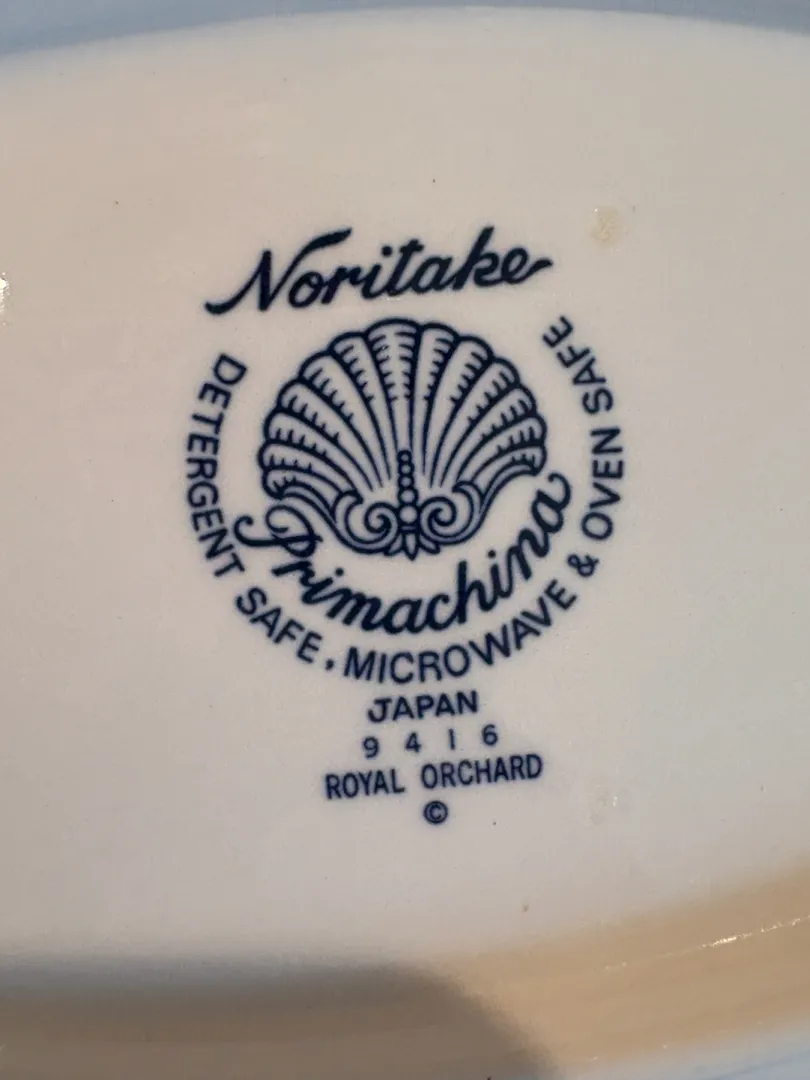 Noritake
Primachina
DETERGENT SAFE, MICROWAVE & OVEN SAFE
JAPAN
9416
ROYAL ORCHARD
©